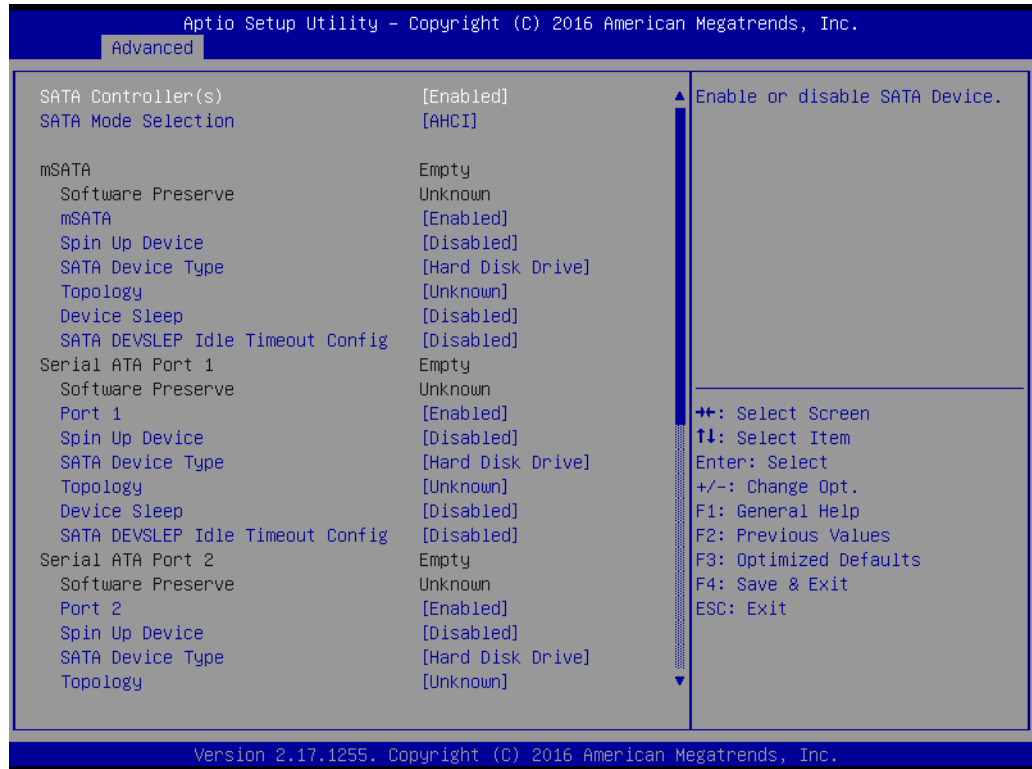 Aptio Setup Utility – Copyright (C) 2016 American Megatrends, Inc.
Advanced
SATA Controller(s) [Enabled]
SATA Mode Selection [AHCI]
mSATA Empty
Software Preserve Unknown
mSATA [Enabled]
Spin Up Device [Disabled]
SATA Device Type [Hard Disk Drive]
Topology [Unknown]
Device Sleep [Disabled]
SATA DEVSLEP Idle Timeout Config [Disabled]
Serial ATA Port 1 Empty
Software Preserve Unknown
Port 1 [Enabled]
Spin Up Device [Disabled]
SATA Device Type [Hard Disk Drive]
Topology [Unknown]
Device Sleep [Disabled]
SATA DEVSLEP Idle Timeout Config [Disabled]
Serial ATA Port 2 Empty
Software Preserve Unknown
Port 2 [Enabled]
Spin Up Device [Disabled]
SATA Device Type [Hard Disk Drive]
Topology [Unknown]
Enable or disable SATA Device.
→←: Select Screen
↑↓: Select Item
Enter: Select
+/-: Change Opt.
F1: General Help
F2: Previous Values
F3: Optimized Defaults
F4: Save & Exit
ESC: Exit
Version 2.17.1255. Copyright (C) 2016 American Megatrends, Inc.